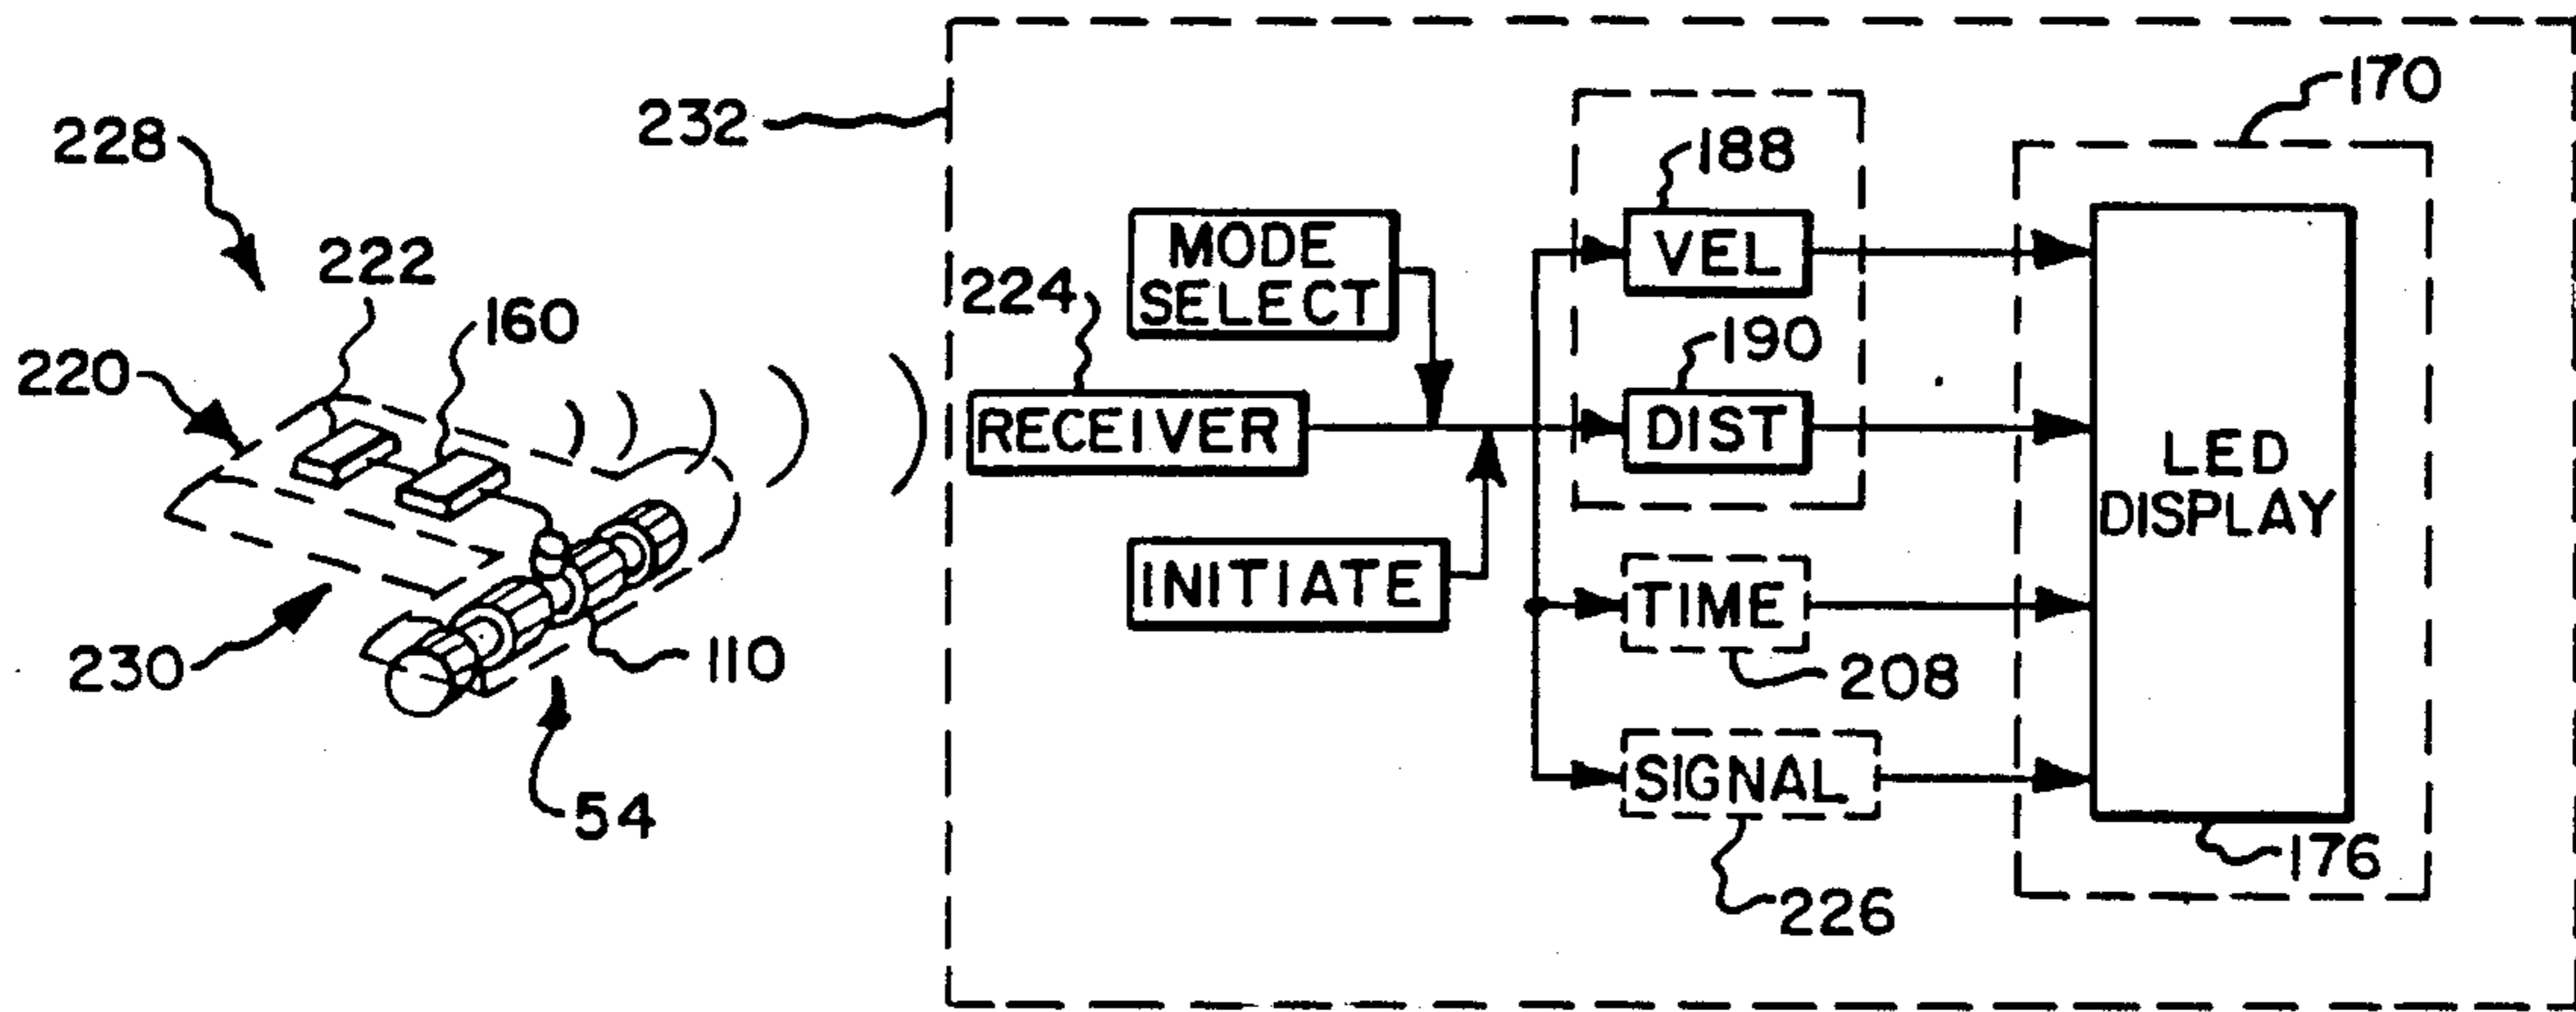 170
232
188
228
MODE
SELECT
222
224
VEL
160
190
220
RECEIVER
DIST
LED
DISPLAY
INITIATE
TIME
230
110
208
SIGNAL
54
176
226